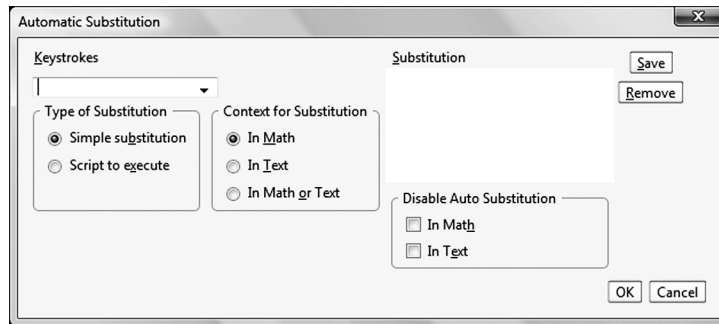 Automatic Substitution
Keystrokes
Substitution
Save
Remove
Type of Substitution
Simple substitution
Script to execute
Context for Substitution
In Math
In Text
In Math or Text
Disable Auto Substitution
In Math
In Text
OK
Cancel